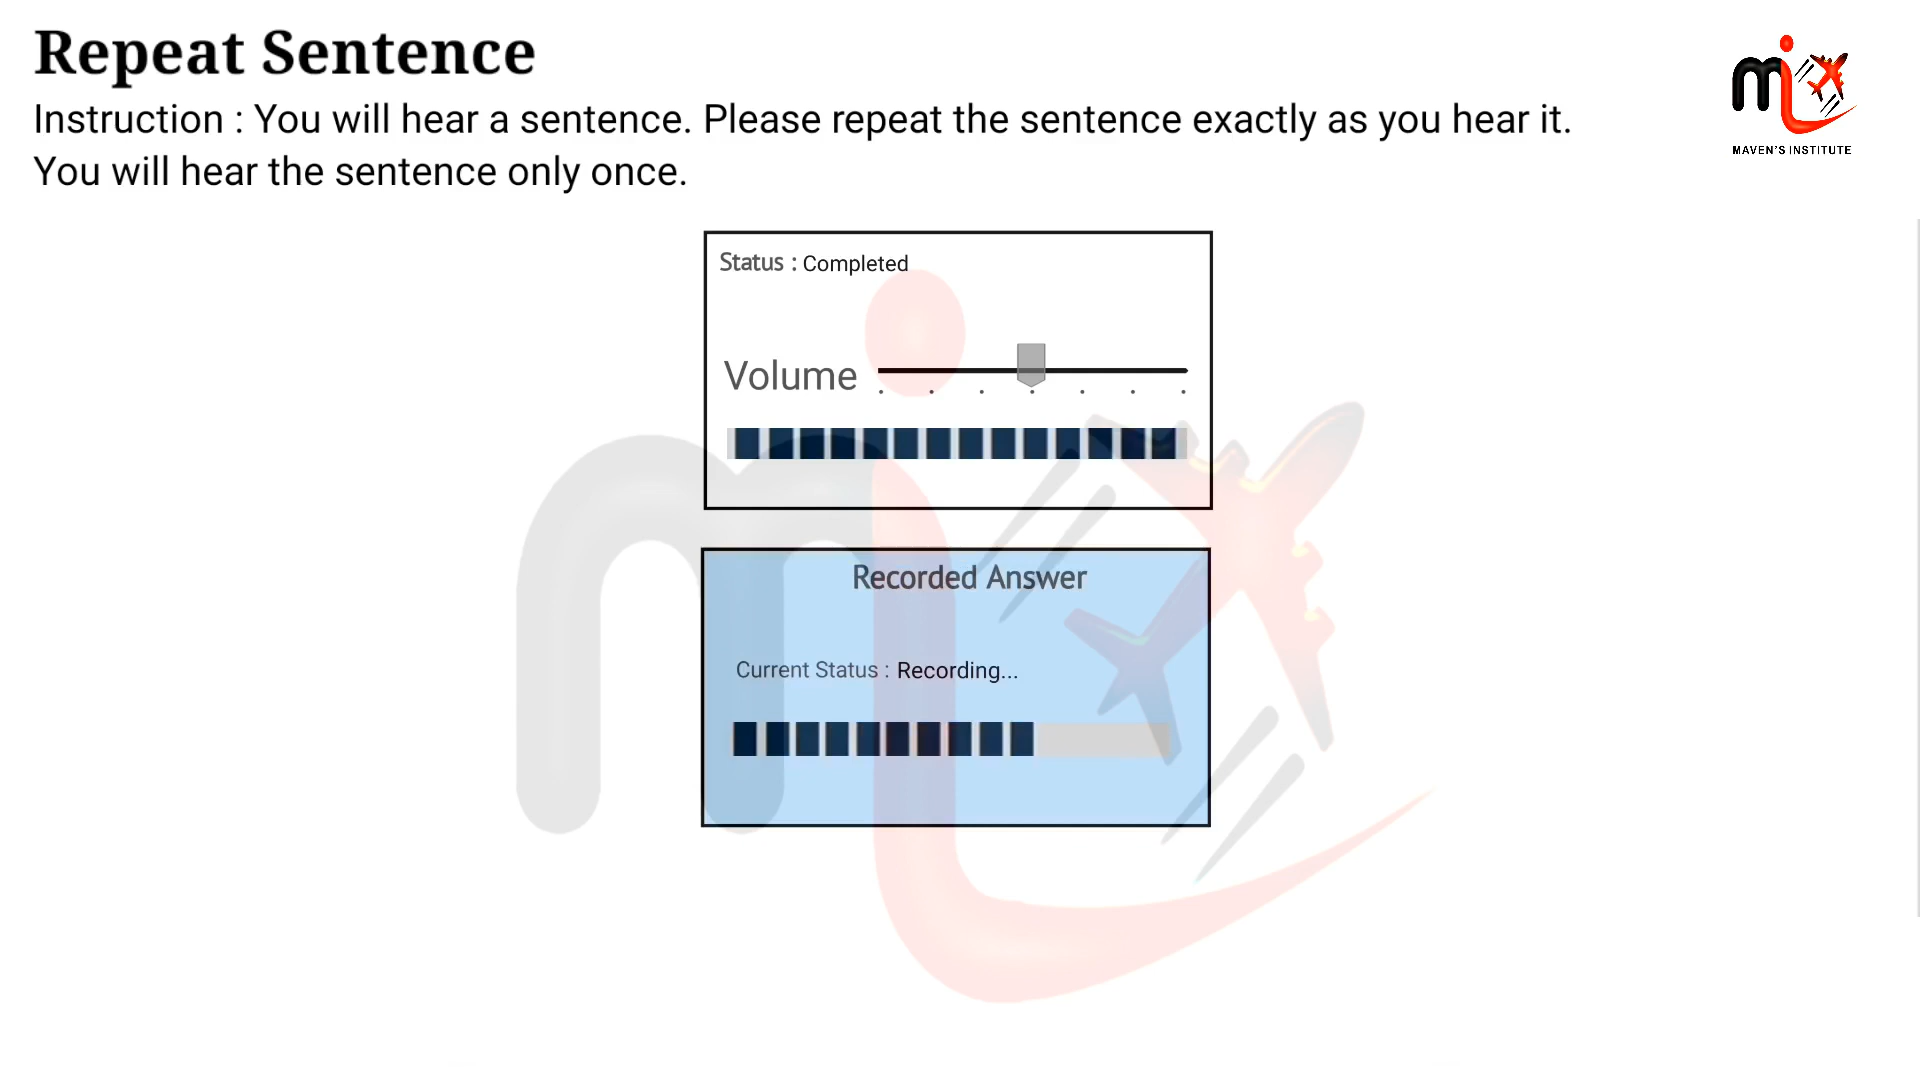 Repeat Sentence
Instruction : You will hear a sentence. Please repeat the sentence exactly as you hear it.
You will hear the sentence only once.
MAVEN'S INSTITUTE
Status : Completed
Volume
Recorded Answer
Current Status : Recording...